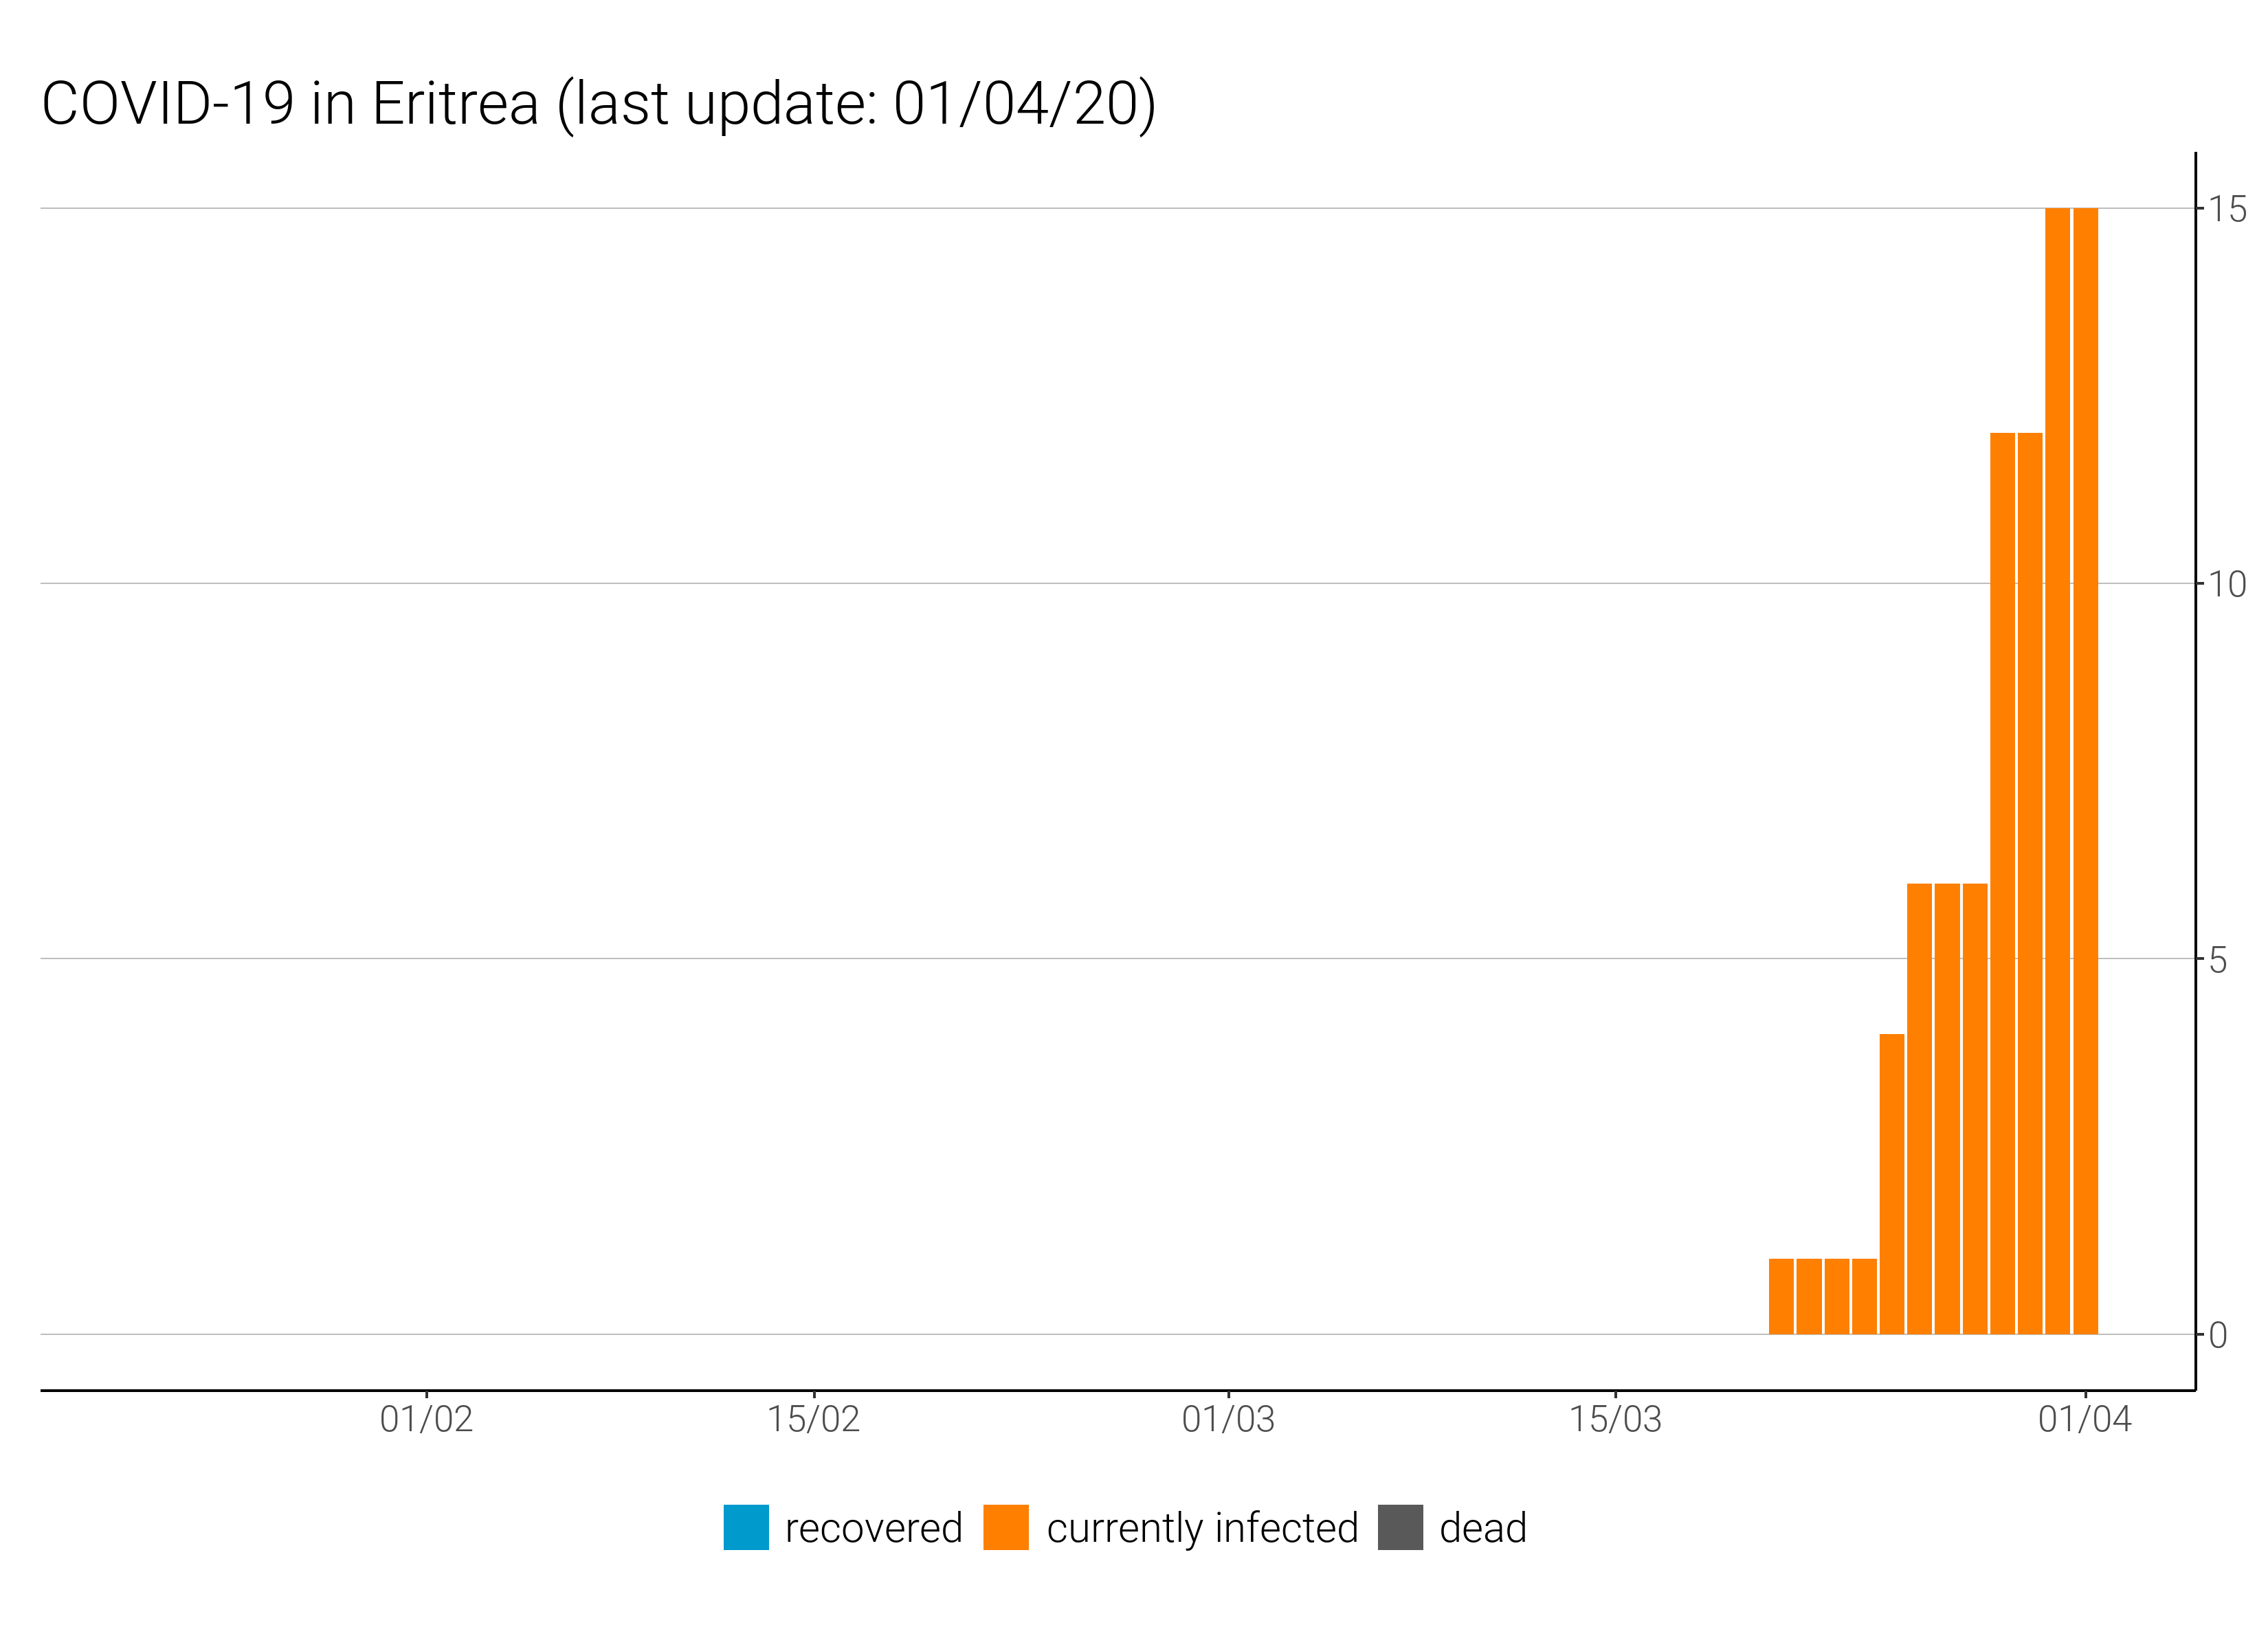 COVID-19 in Eritrea (last update: 01/04/20)
15
10
5
0
01/02 15/02 01/03 15/03 01/04
recovered currently infected dead